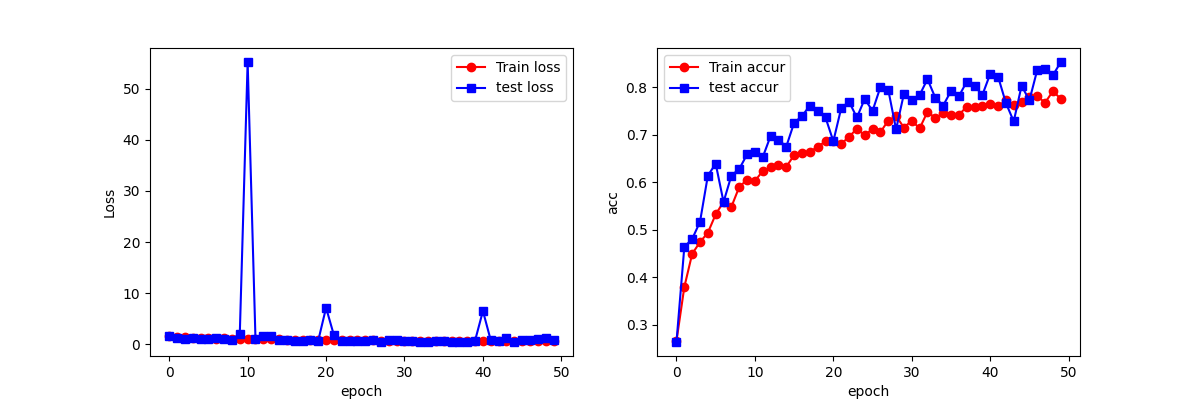 Train loss
test loss
50
40
30
20
10
0
Loss
0 10 20 30 40 50
epoch
Train accur
test accur
0.8
0.7
0.6
0.5
0.4
0.3
acc
0 10 20 30 40 50
epoch